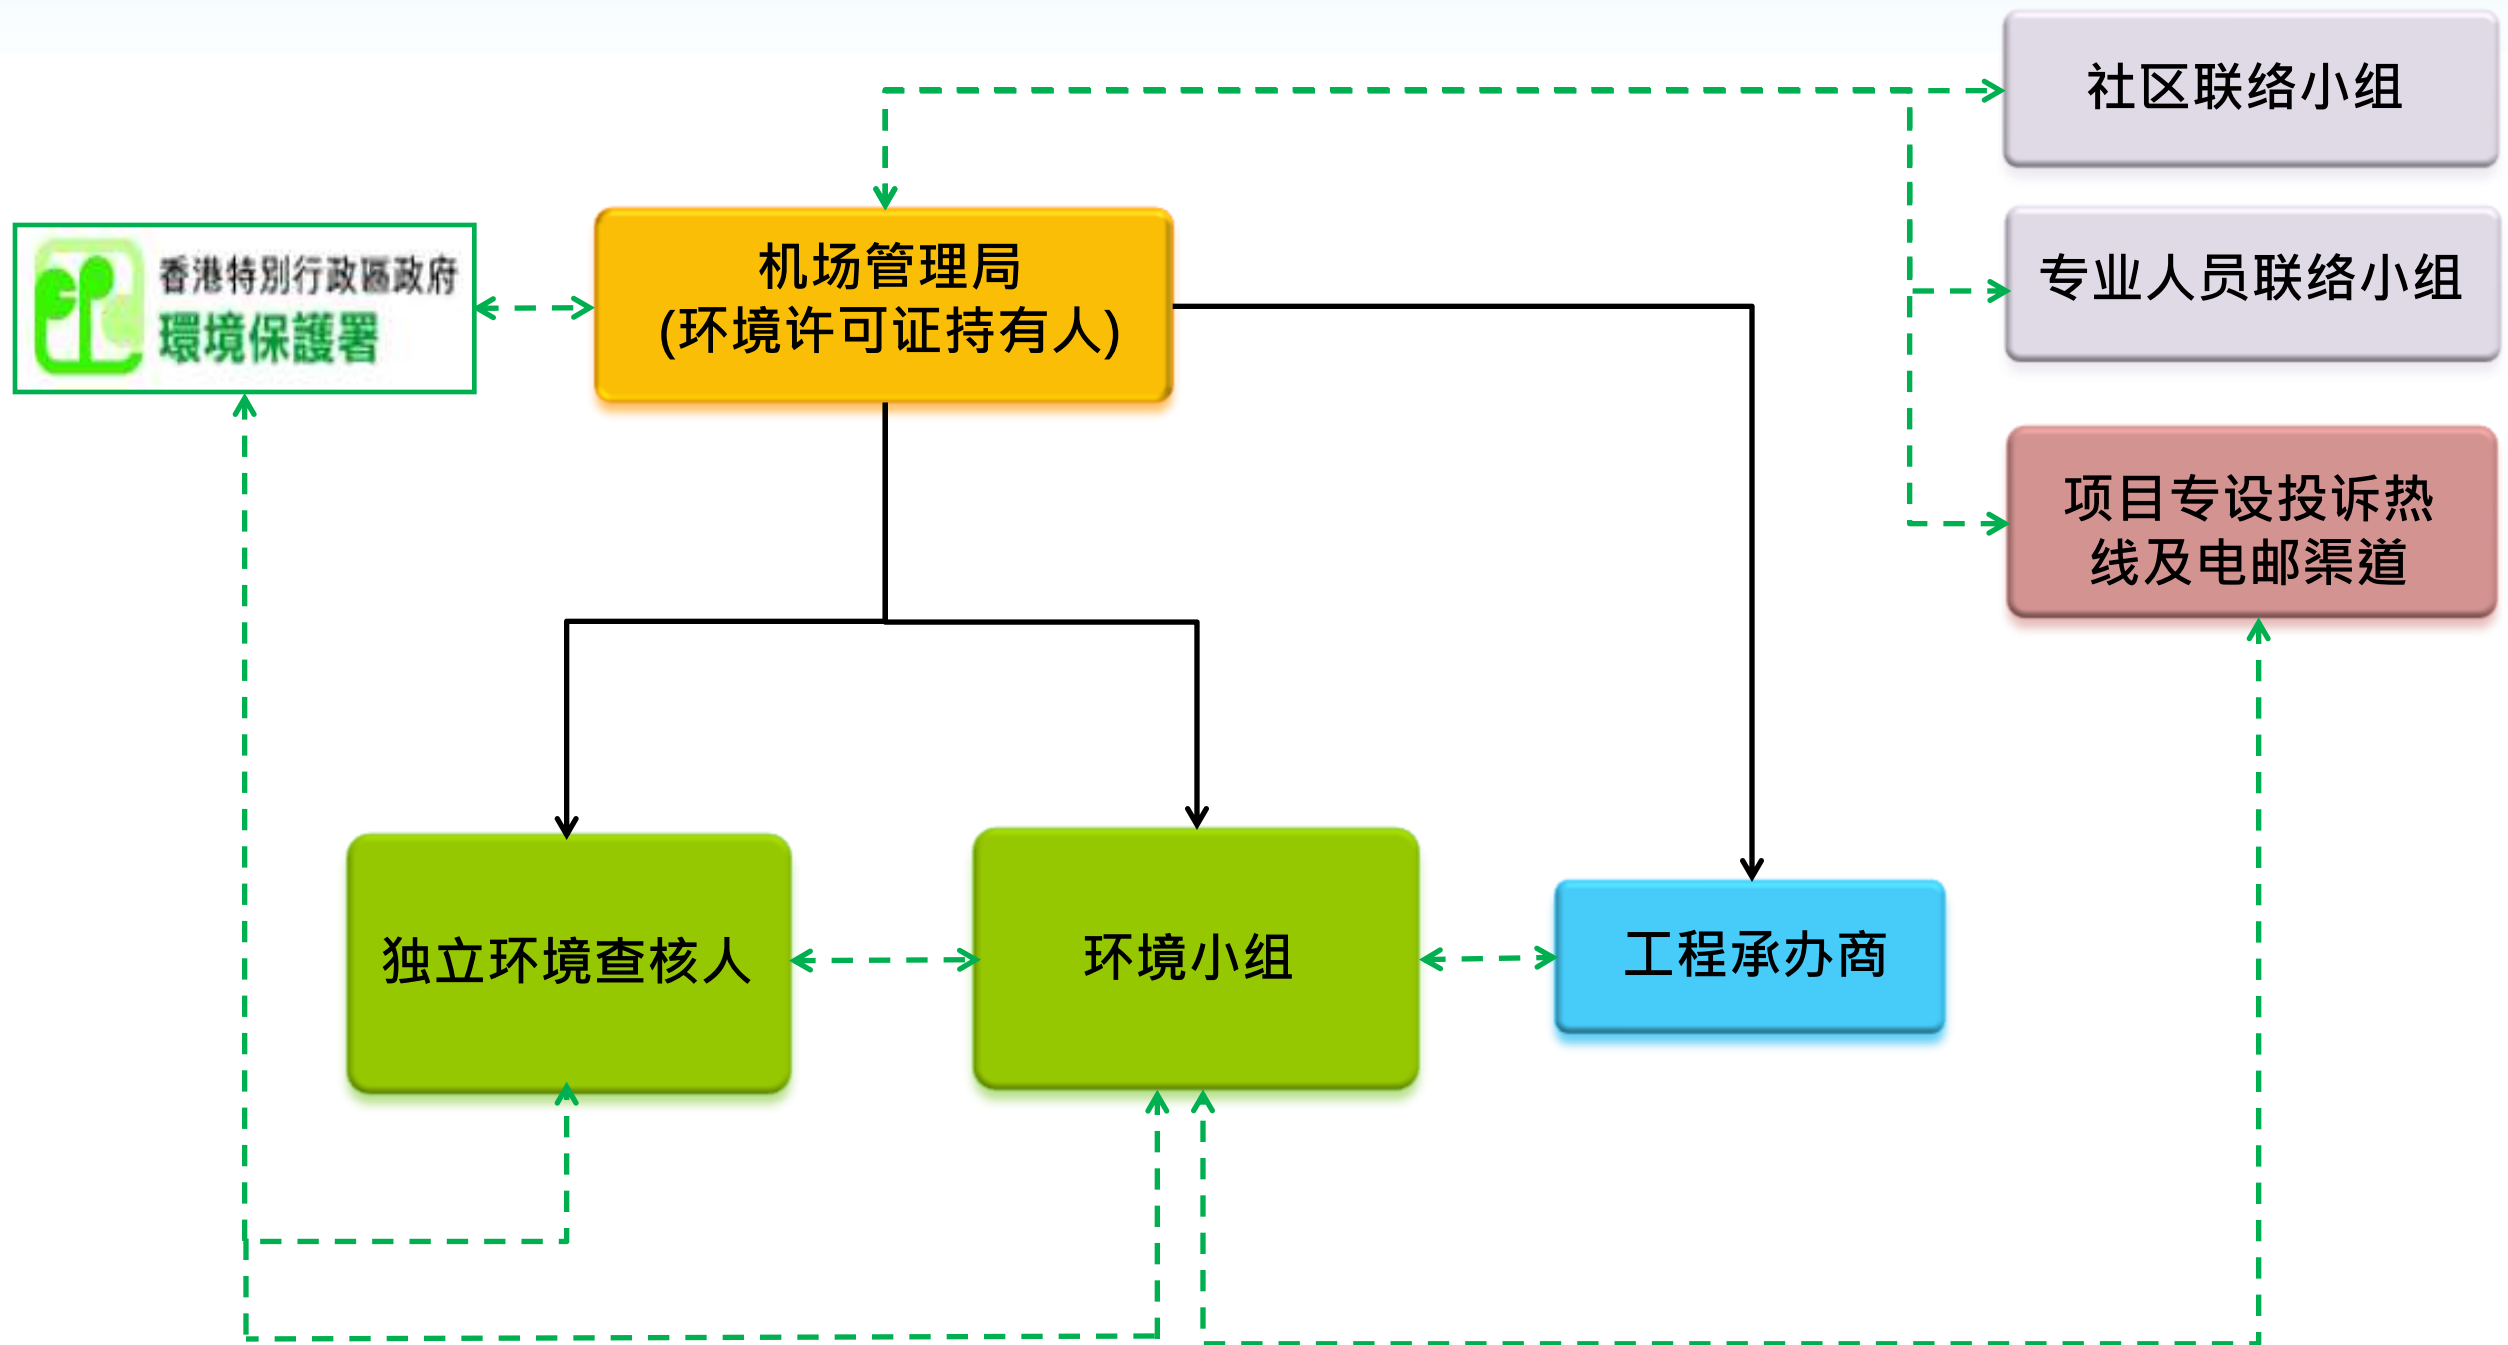 社区联络小组
香港特別行政區政府
環境保護署
机场管理局
(环境许可证持有人)
专业人员联络小组
项目专设投诉热
线及电邮渠道
独立环境查核人
环境小组
工程承办商